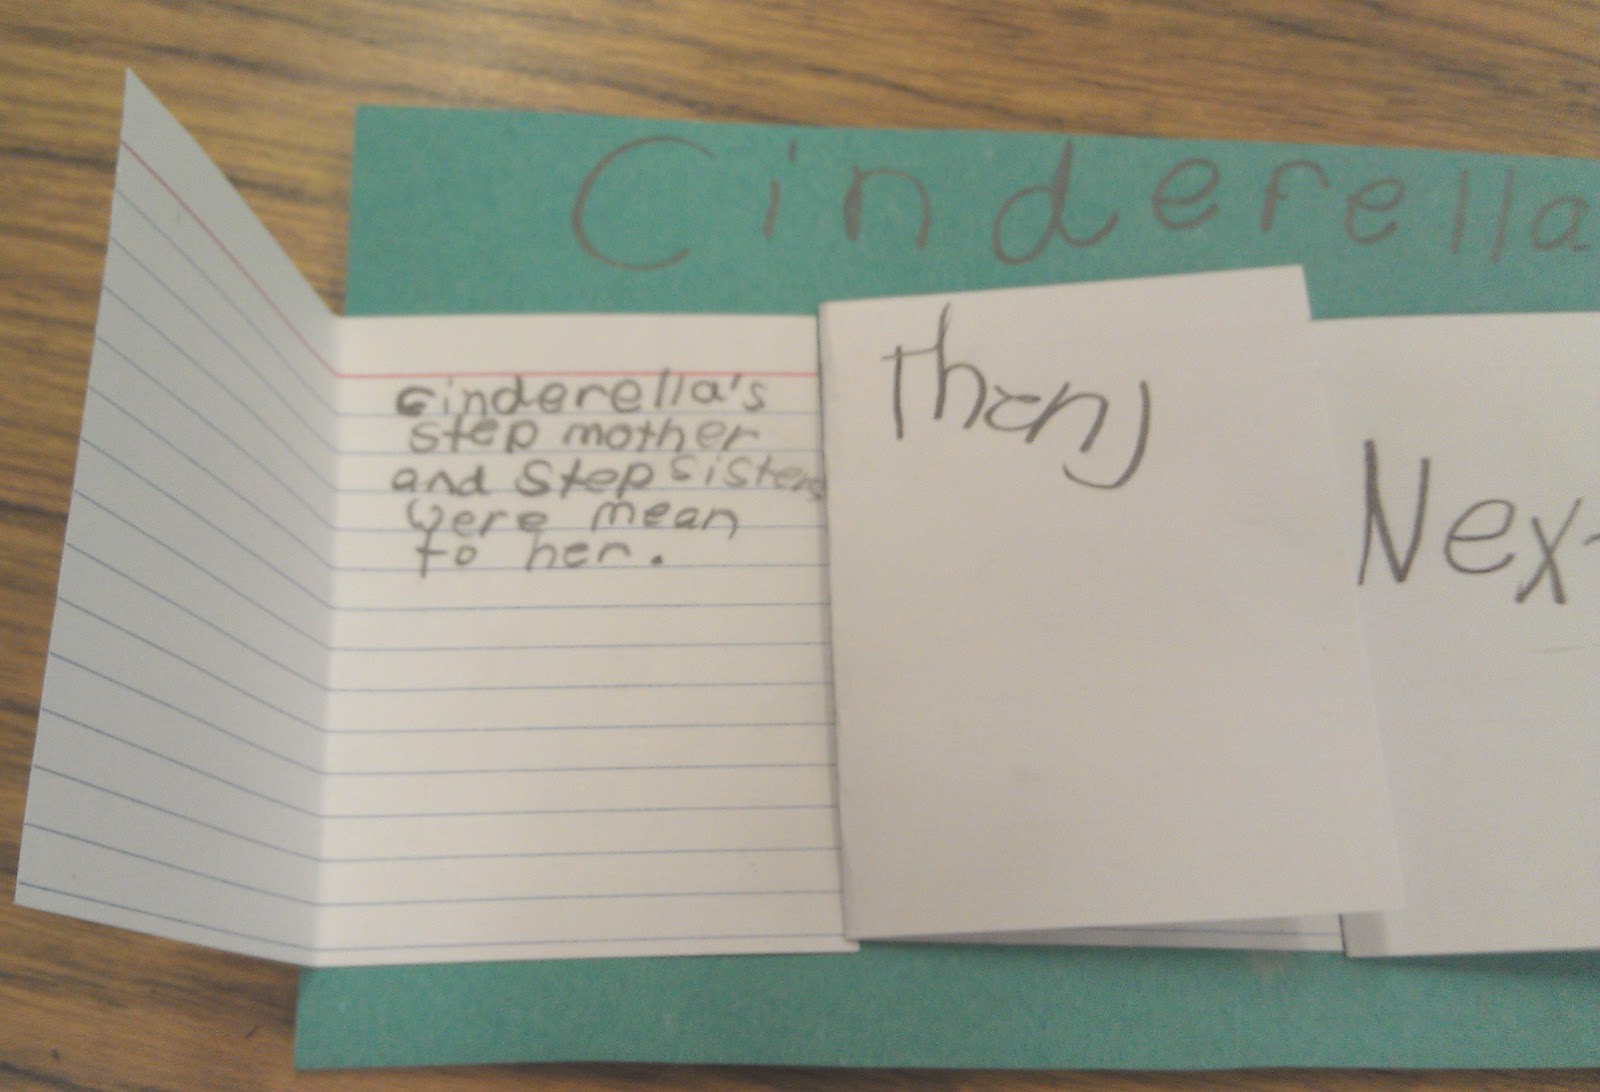 Cinderella
Cinderella's
step mother
and step sisters
were mean
to her.
Then,
Nex